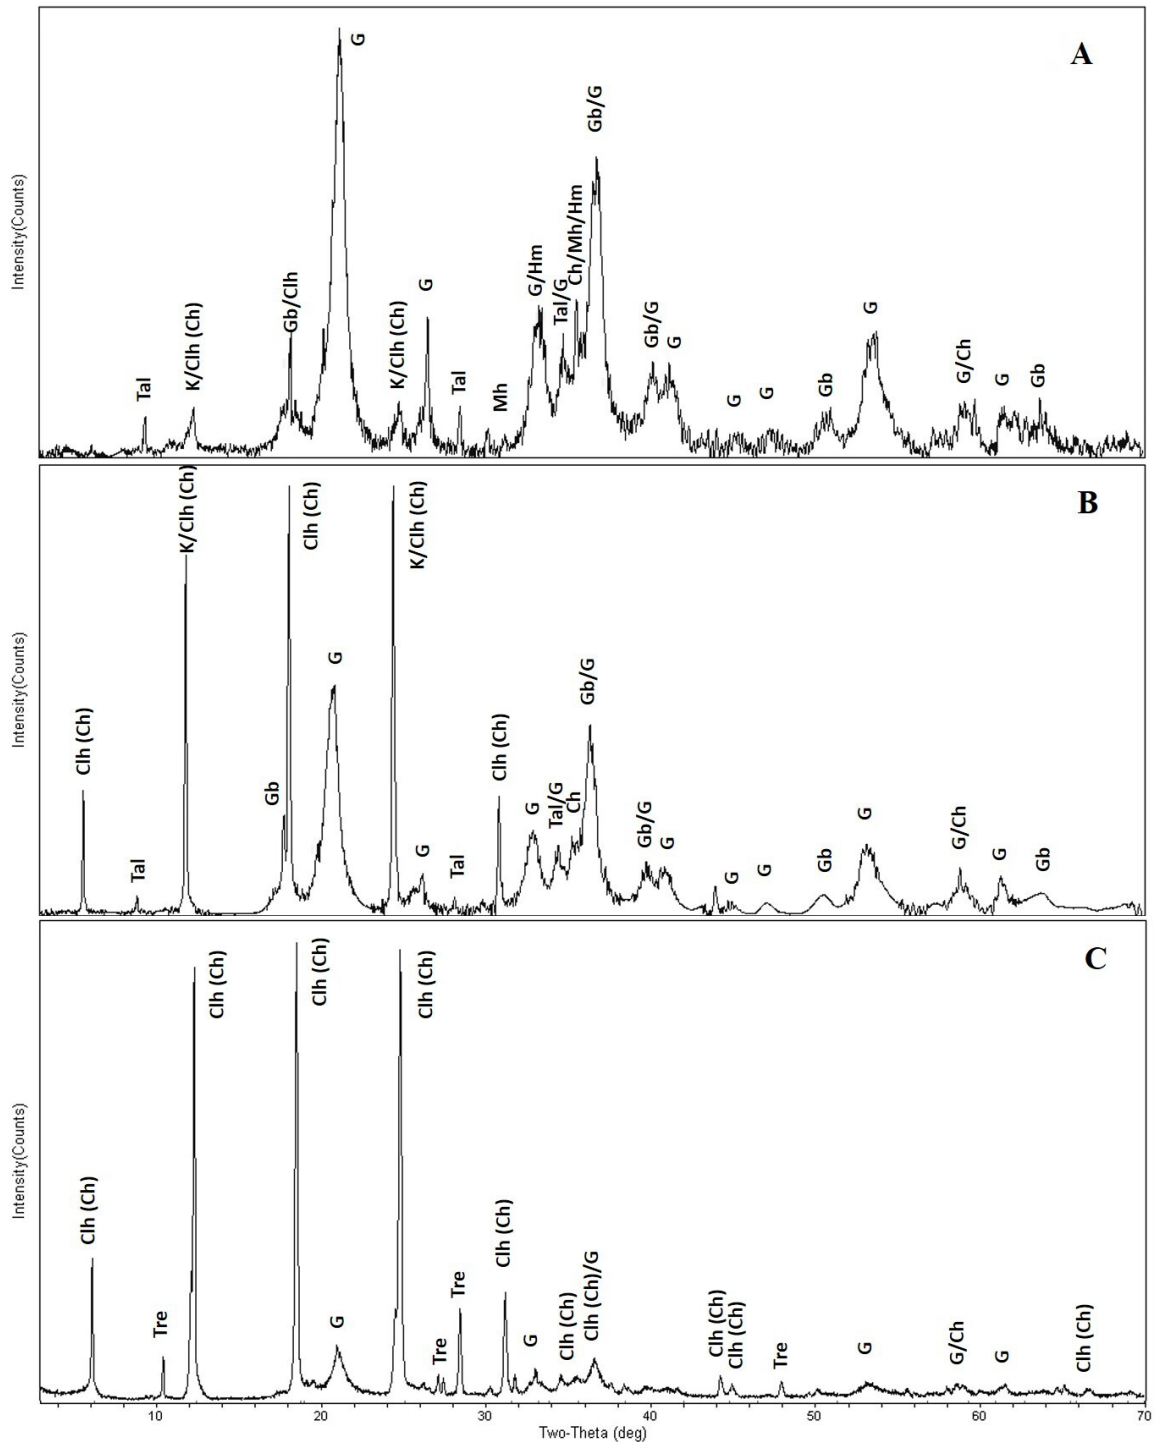 A
Intensity(Counts)
Tal
K/Clh (Ch)
Gb/Clh
G
K/Clh (Ch)
G
Tal
Mh
G/Hm
Tal/G
Ch/Mh/Hm
Gb/G
Gb/G
G
G
G
Gb
G
G/Ch
G
Gb
B
Intensity(Counts)
Clh (Ch)
Tal
K/Clh (Ch)
Gb
Clh (Ch)
G
K/Clh (Ch)
G
Tal
Clh (Ch)
G
Tal/G
Ch
Gb/G
Gb/G
G
G
G
Gb
G
G/Ch
G
Gb
C
Intensity(Counts)
Clh (Ch)
Tre
Clh (Ch)
Clh (Ch)
G
Clh (Ch)
Tre
Tre
Clh (Ch)
G
Clh (Ch)
Clh (Ch)/G
Clh (Ch)
Clh (Ch)
Tre
G
G/Ch
G
Clh (Ch)
10 20 30 40 50 60 70
Two-Theta (deg)